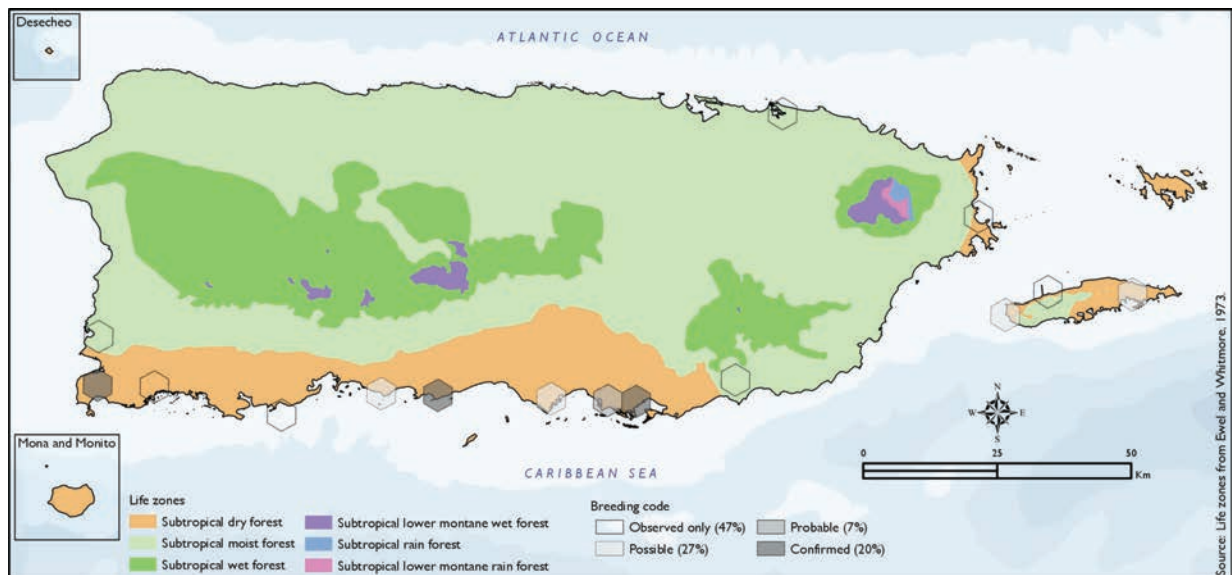 Desecheo
ATLANTIC OCEAN
Source: Life zones from Ewel and Whitmore, 1973.
N
W E
S
Mona and Monito
0 25 50
Km
CARIBBEAN SEA
Life zones
Subtropical dry forest
Subtropical moist forest
Subtropical wet forest
Subtropical lower montane wet forest
Subtropical rain forest
Subtropical lower montane rain forest
Breeding code
Observed only (47%)
Possible (27%)
Probable (7%)
Confirmed (20%)